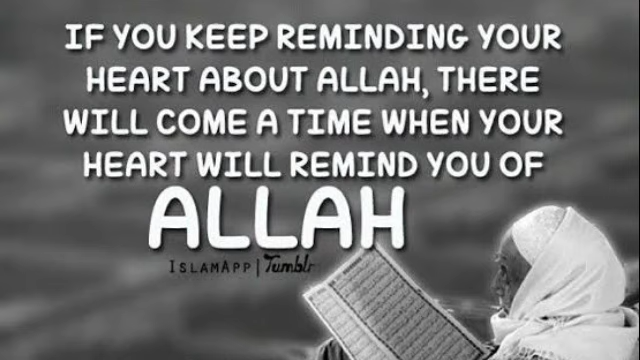 IF YOU KEEP REMINDING YOUR
HEART ABOUT ALLAH, THERE
WILL COME A TIME WHEN YOUR
HEART WILL REMIND YOU OF
ALLAH
ISLAMAPP | Tumblr